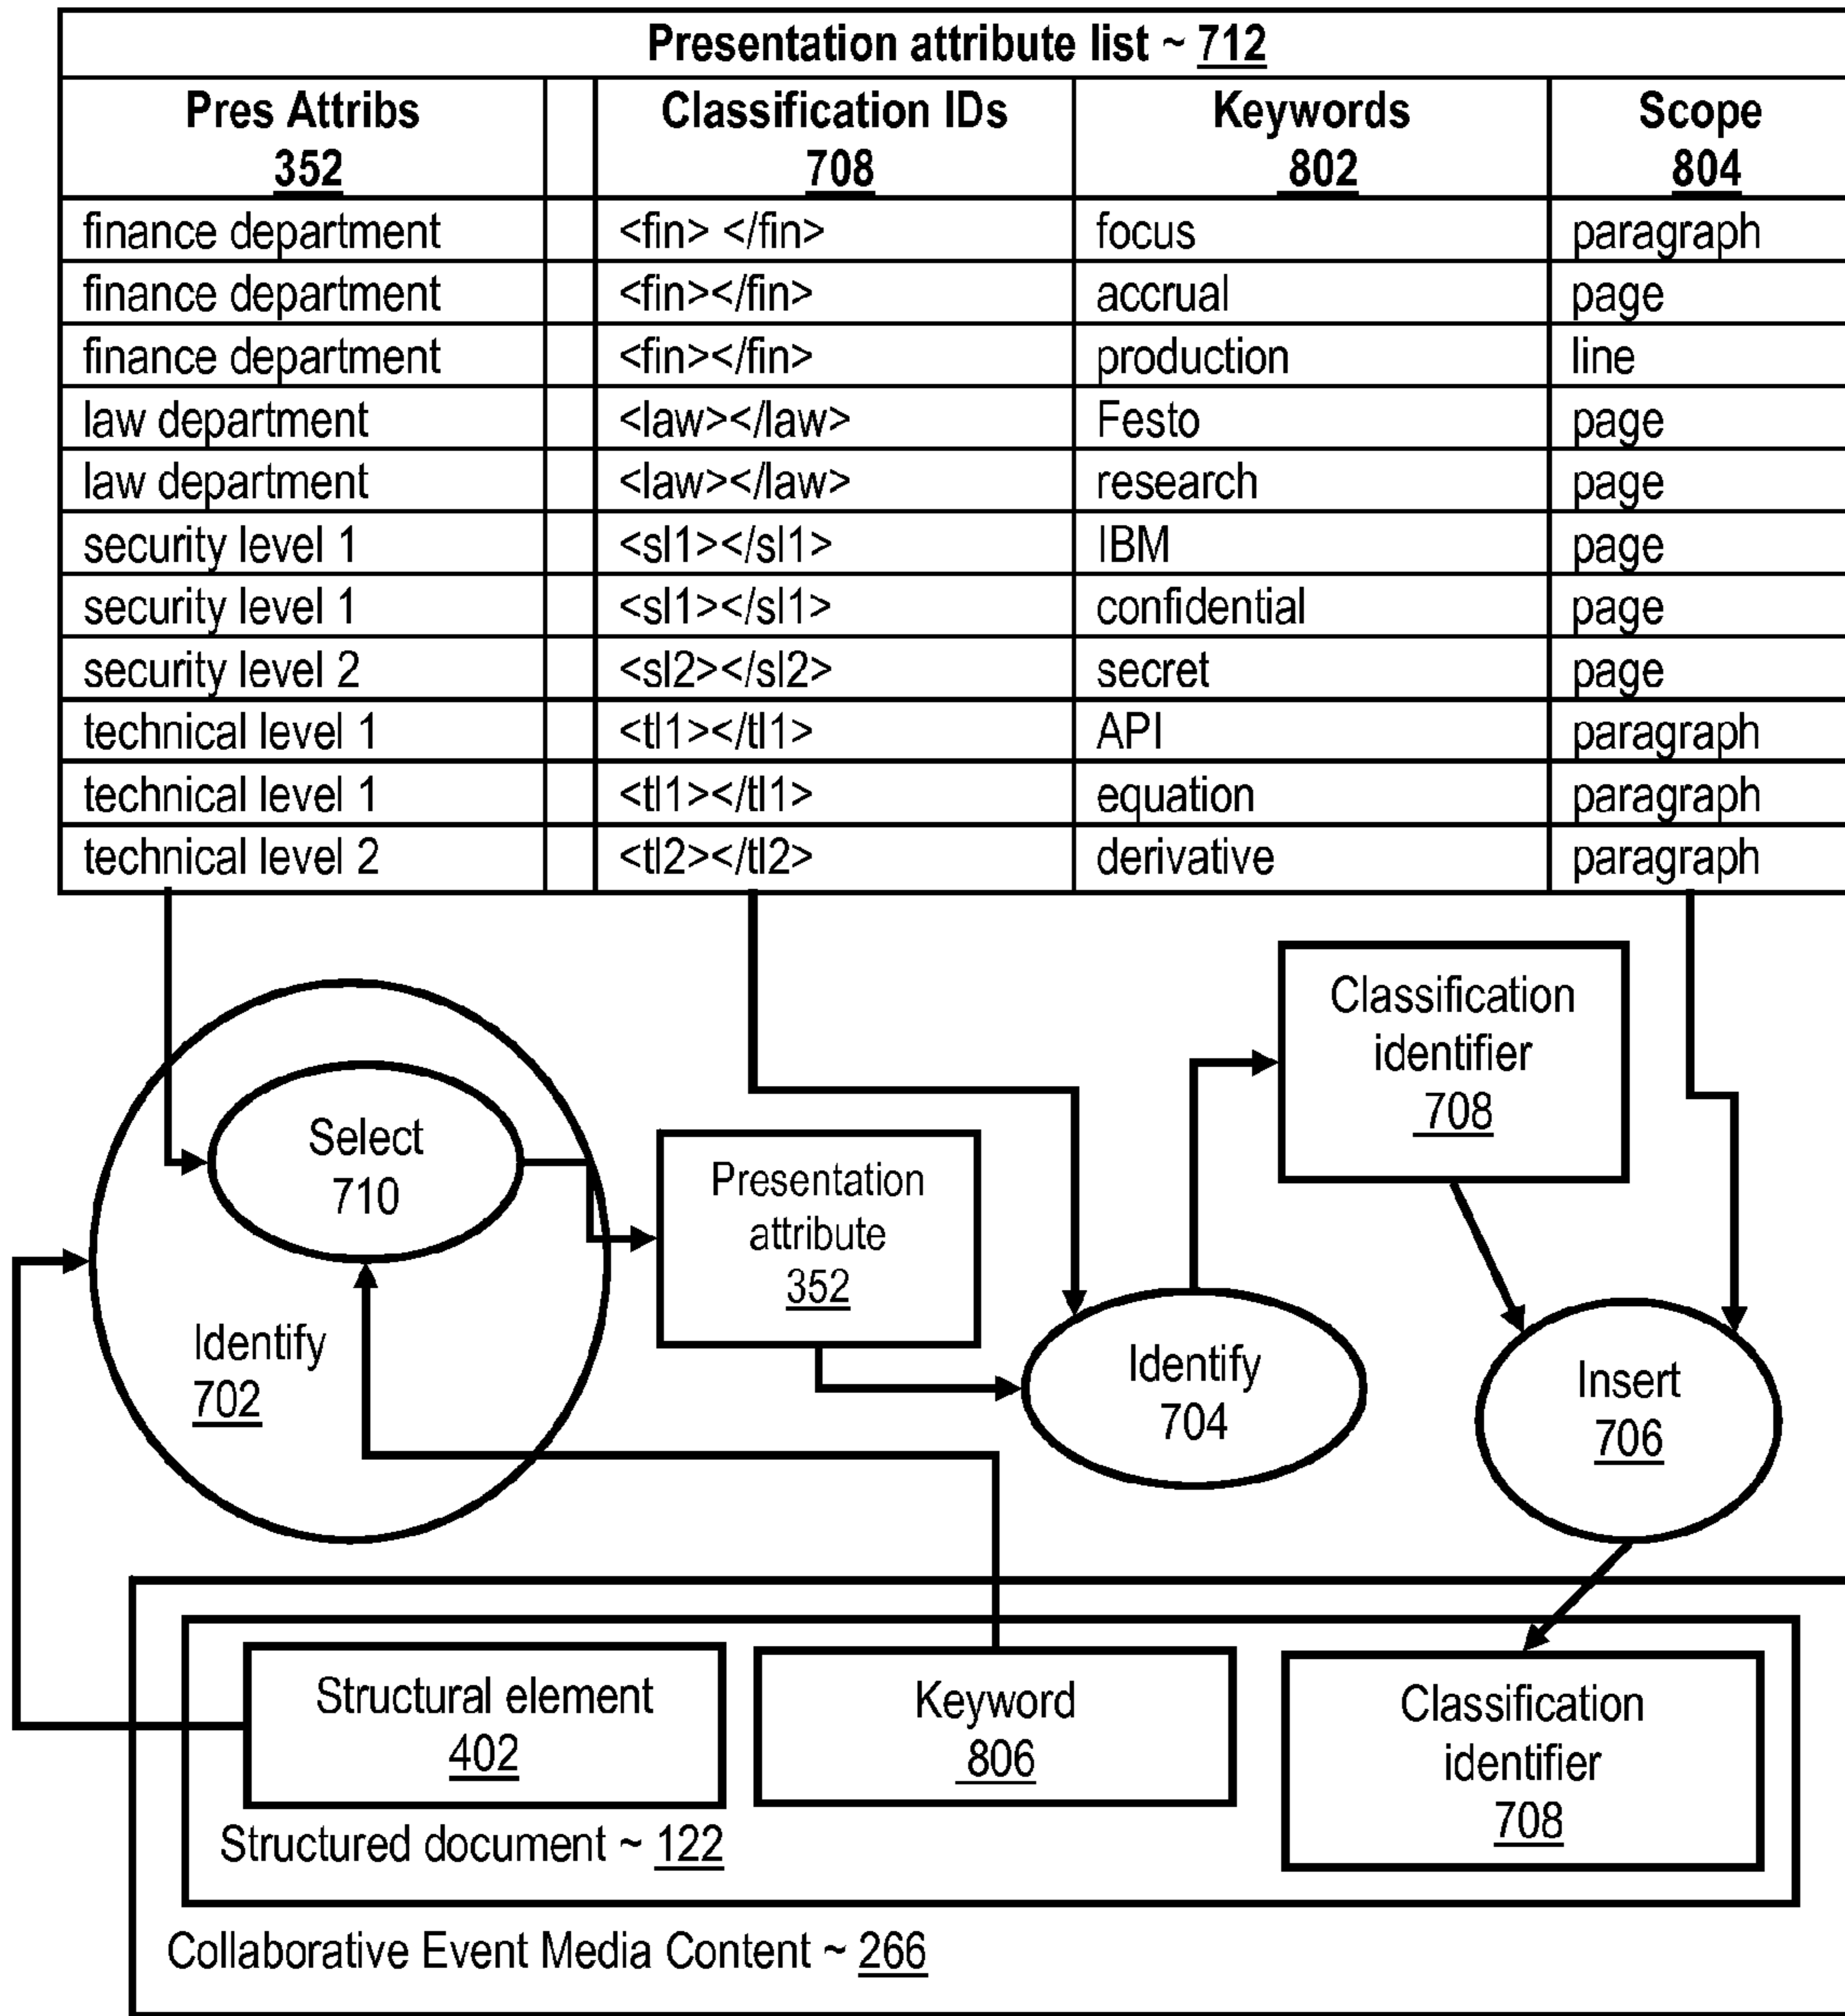 Presentation attribute list ~ 712
Pres Attribs Classification IDs Keywords Scope
352 708 802 804
finance department <fin> </fin> focus paragraph
finance department <fin></fin> accrual page
finance department <fin></fin> production line
law department <law></law> Festo page
law department <law></law> research page
security level 1 <sl1></sl1> IBM page
security level 1 <sl1></sl1> confidential page
security level 2 <sl2></sl2> secret page
technical level 1 <tl1></tl1> API paragraph
technical level 1 <tl1></tl1> equation paragraph
technical level 2 <tl2></tl2> derivative paragraph
Classification
identifier
708
Select
710
Presentation
attribute
352
Identify
702
Identify
704
Insert
706
Structural element
402
Keyword
806
Classification
identifier
708
Structured document ~ 122
Collaborative Event Media Content ~ 266